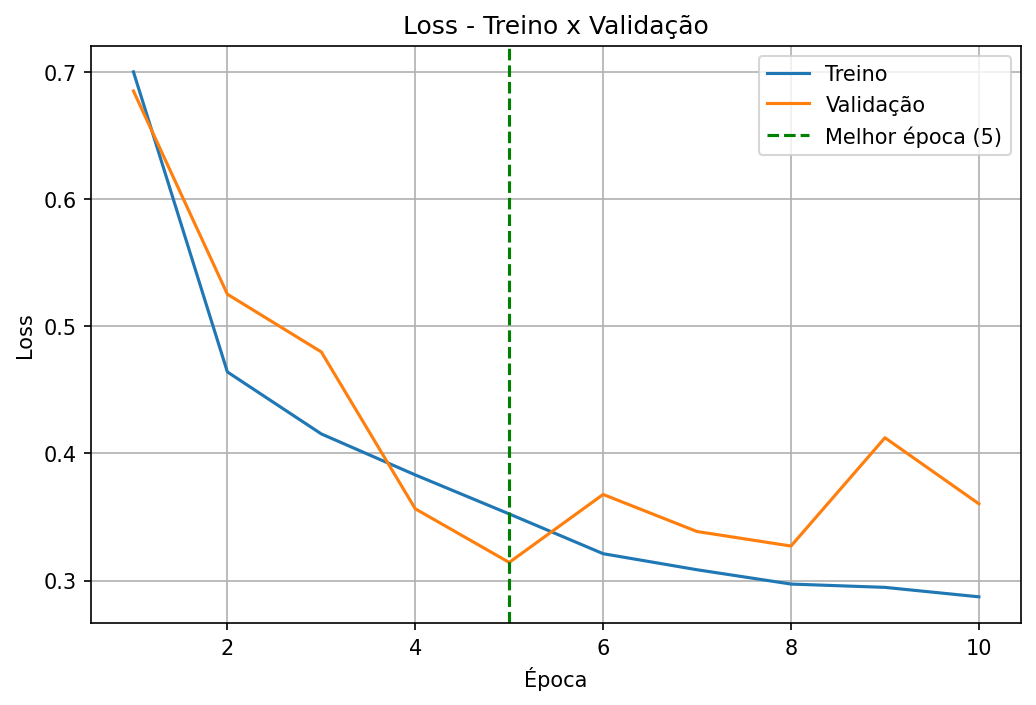 Loss - Treino x Validação
Treino
Validação
Melhor época (5)
Loss
0.7
0.6
0.5
0.4
0.3
2
4
6
8
10
Época